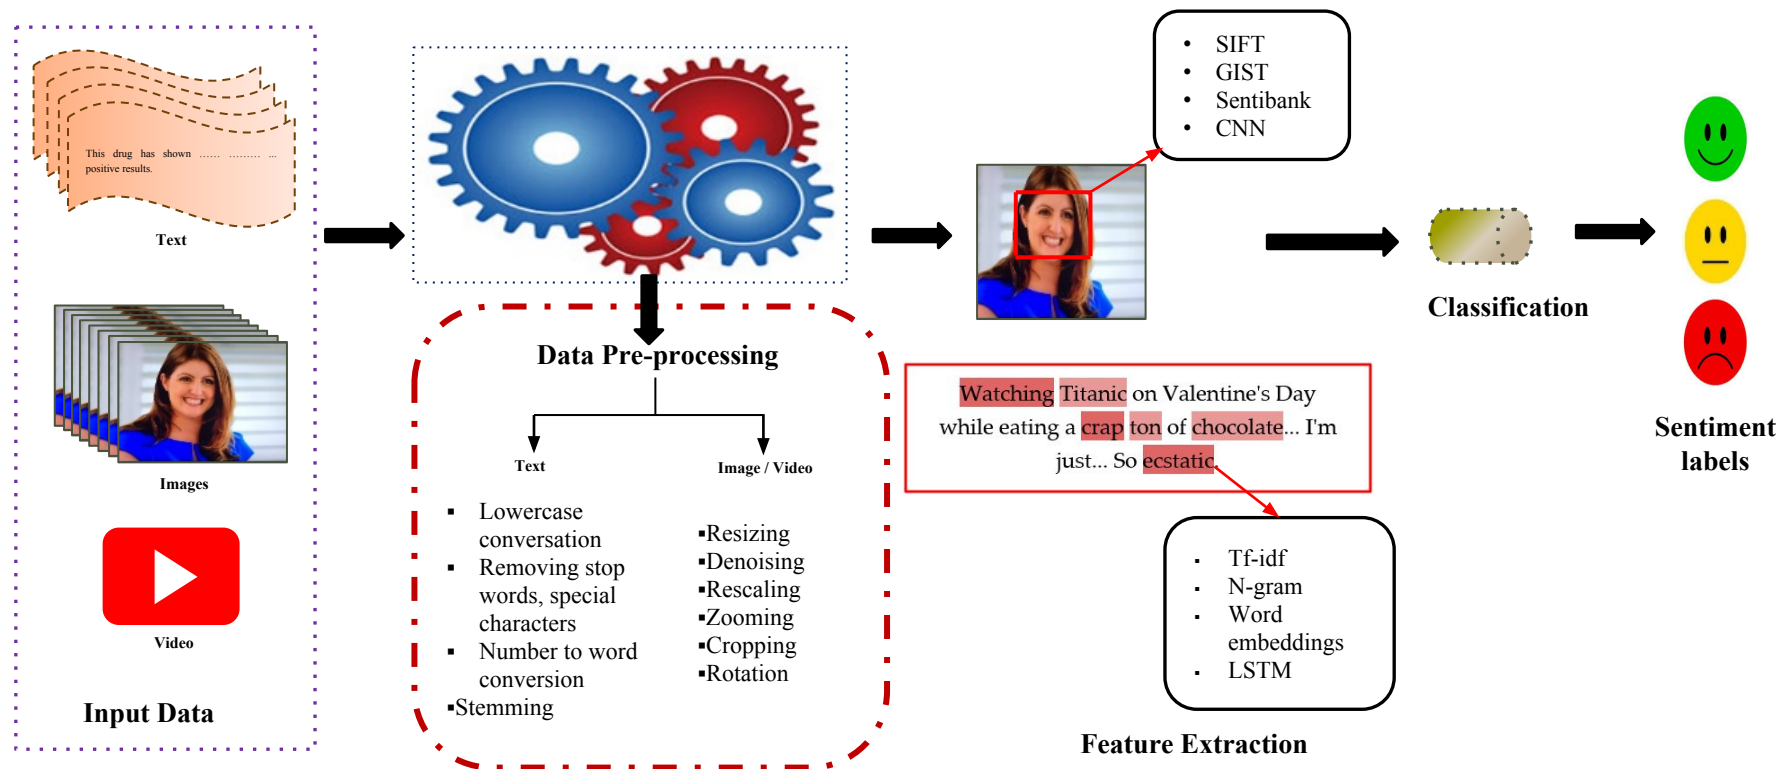 This drug has shown …… ……… ...
positive results.
Text
Images
Video
Input Data
Data Pre-processing
Text
Image / Video
▪ Lowercase
conversation
▪ Removing stop
words, special
characters
▪ Number to word
conversion
▪Stemming
▪Resizing
▪Denoising
▪Rescaling
▪Zooming
▪Cropping
▪Rotation
• SIFT
• GIST
• Sentibank
• CNN
Watching Titanic on Valentine's Day
while eating a crap ton of chocolate... I'm
just... So ecstatic.
▪ Tf-idf
▪ N-gram
▪ Word
embeddings
▪ LSTM
Feature Extraction
Classification
Sentiment
labels